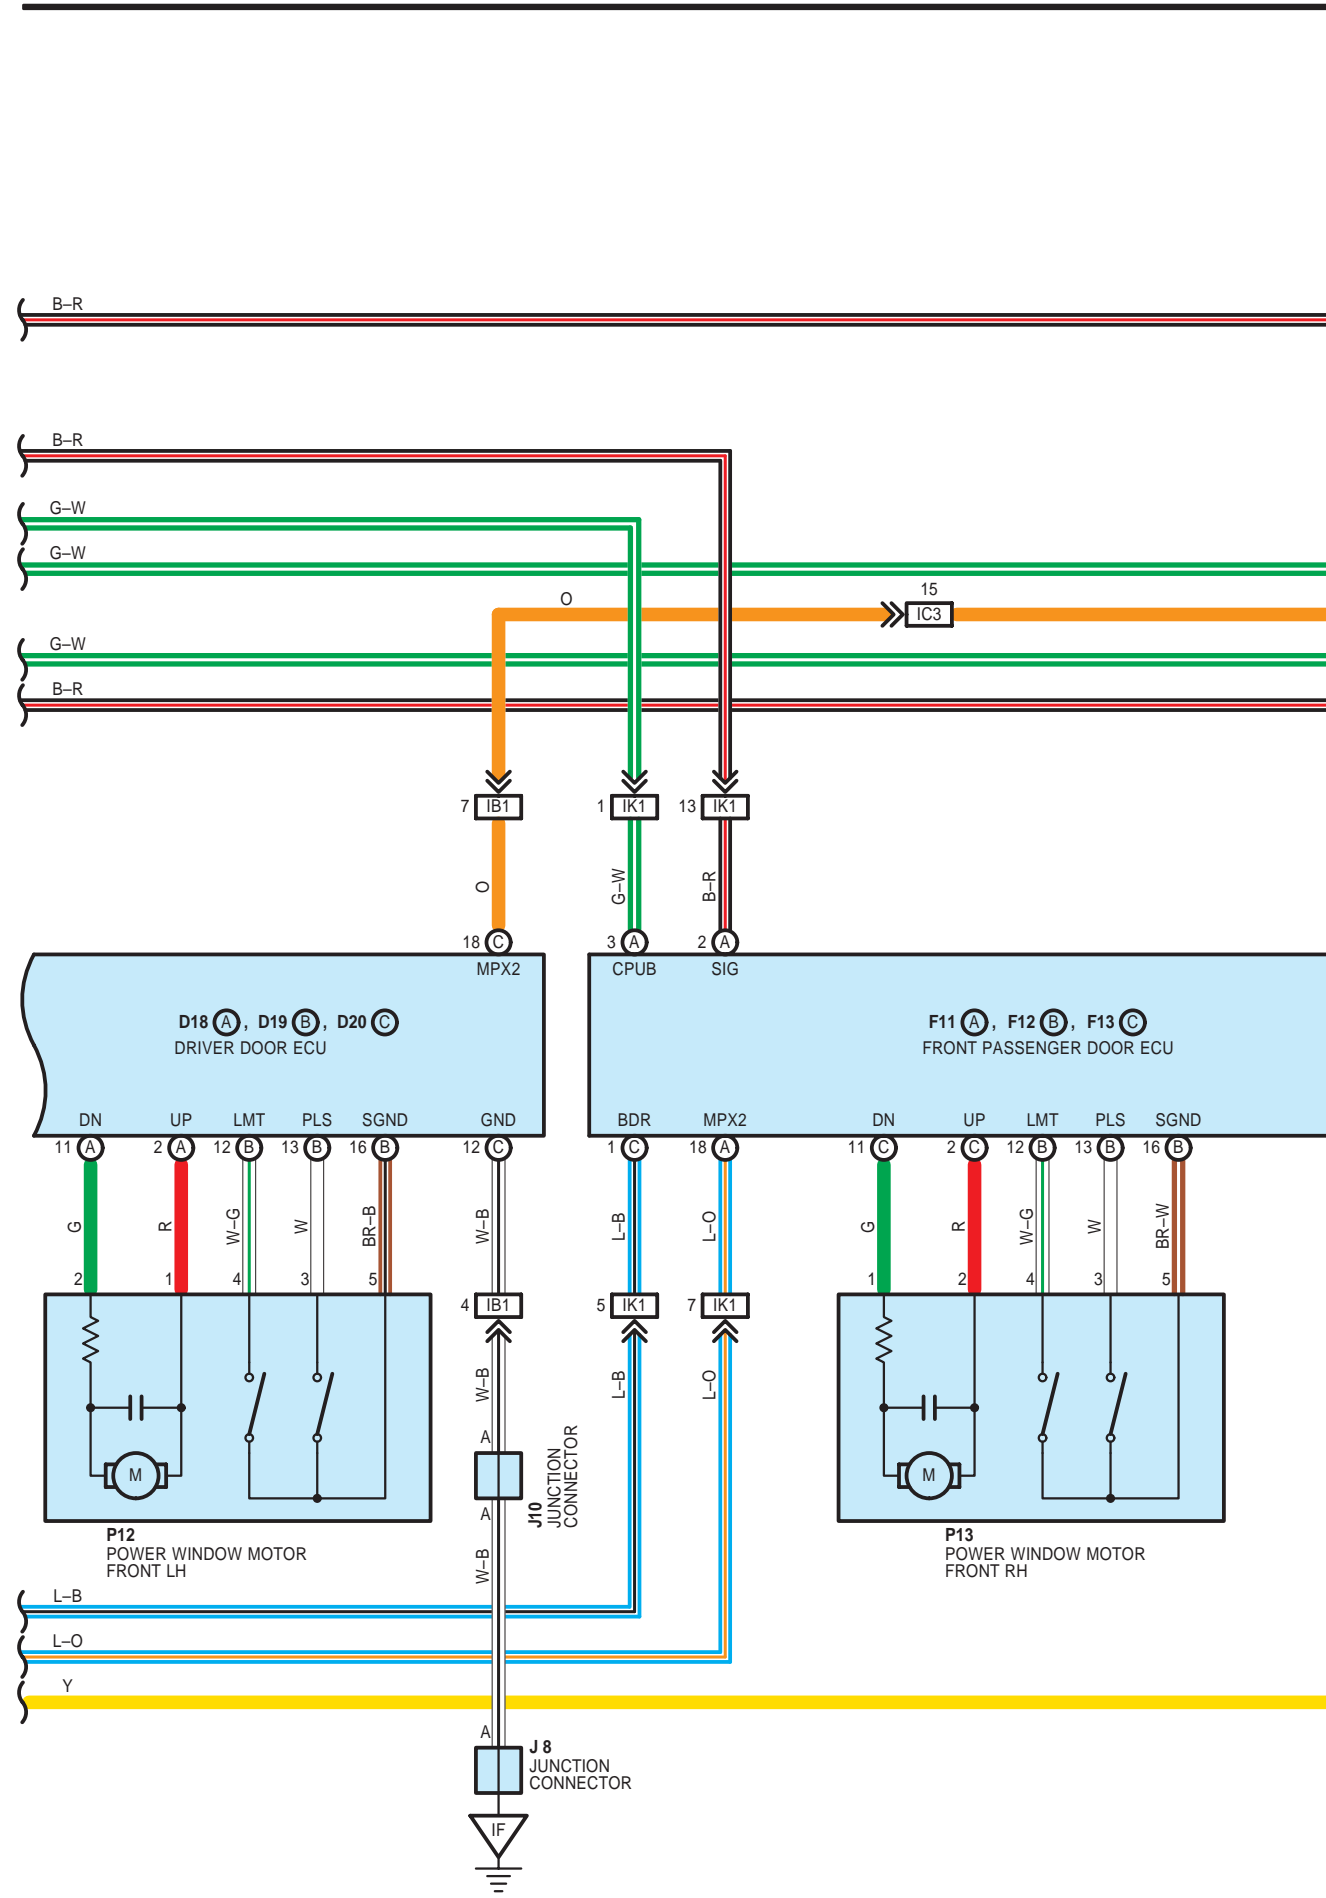 B–R
B–R
G–W
G–W
O
15
IC3
G–W
B–R
7 IB1
1 IK1
13 IK1
O
G–W
B–R
18 C
3 A
2 A
MPX2
CPUB
SIG
D18 A , D19 B , D20 C
DRIVER DOOR ECU
F11 A , F12 B , F13 C
FRONT PASSENGER DOOR ECU
DN UP LMT PLS SGND GND
BDR MPX2 DN UP LMT PLS SGND
11 A 2 A 12 B 13 B 16 B 12 C
1 C 18 A 11 C 2 C 12 B 13 B 16 B
G R W–G W BR–B W–B
L–B L–O G R W–G W BR–W
2 1 4 3 5
1 2 4 3 5
4 IB1
5 IK1
7 IK1
W–B
L–B
L–O
A
J10
JUNCTION
CONNECTOR
A
M
M
P12
POWER WINDOW MOTOR
FRONT LH
P13
POWER WINDOW MOTOR
FRONT RH
W–B
L–B
L–O
Y
A
J 8
JUNCTION
CONNECTOR
IF